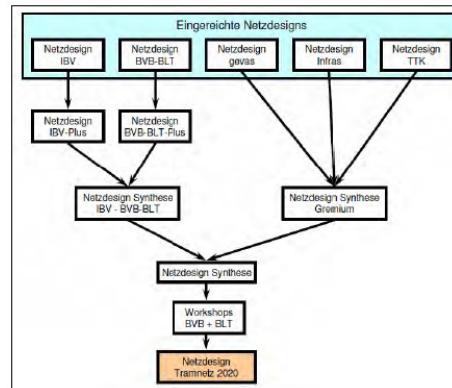 Eingereichte Netzdesigns
Netzdesign
IBV
Netzdesign
BVB-BLT
Netzdesign
gevas
Netzdesign
Infras
Netzdesign
TTK
Netzdesign
IBV-Plus
Netzdesign
BVB-BLT-Plus
Netzdesign Synthese
IBV - BVB-BLT
Netzdesign Synthese
Gremium
Netzdesign Synthese
Workshops
BVB + BLT
Netzdesign
Tramnetz 2020